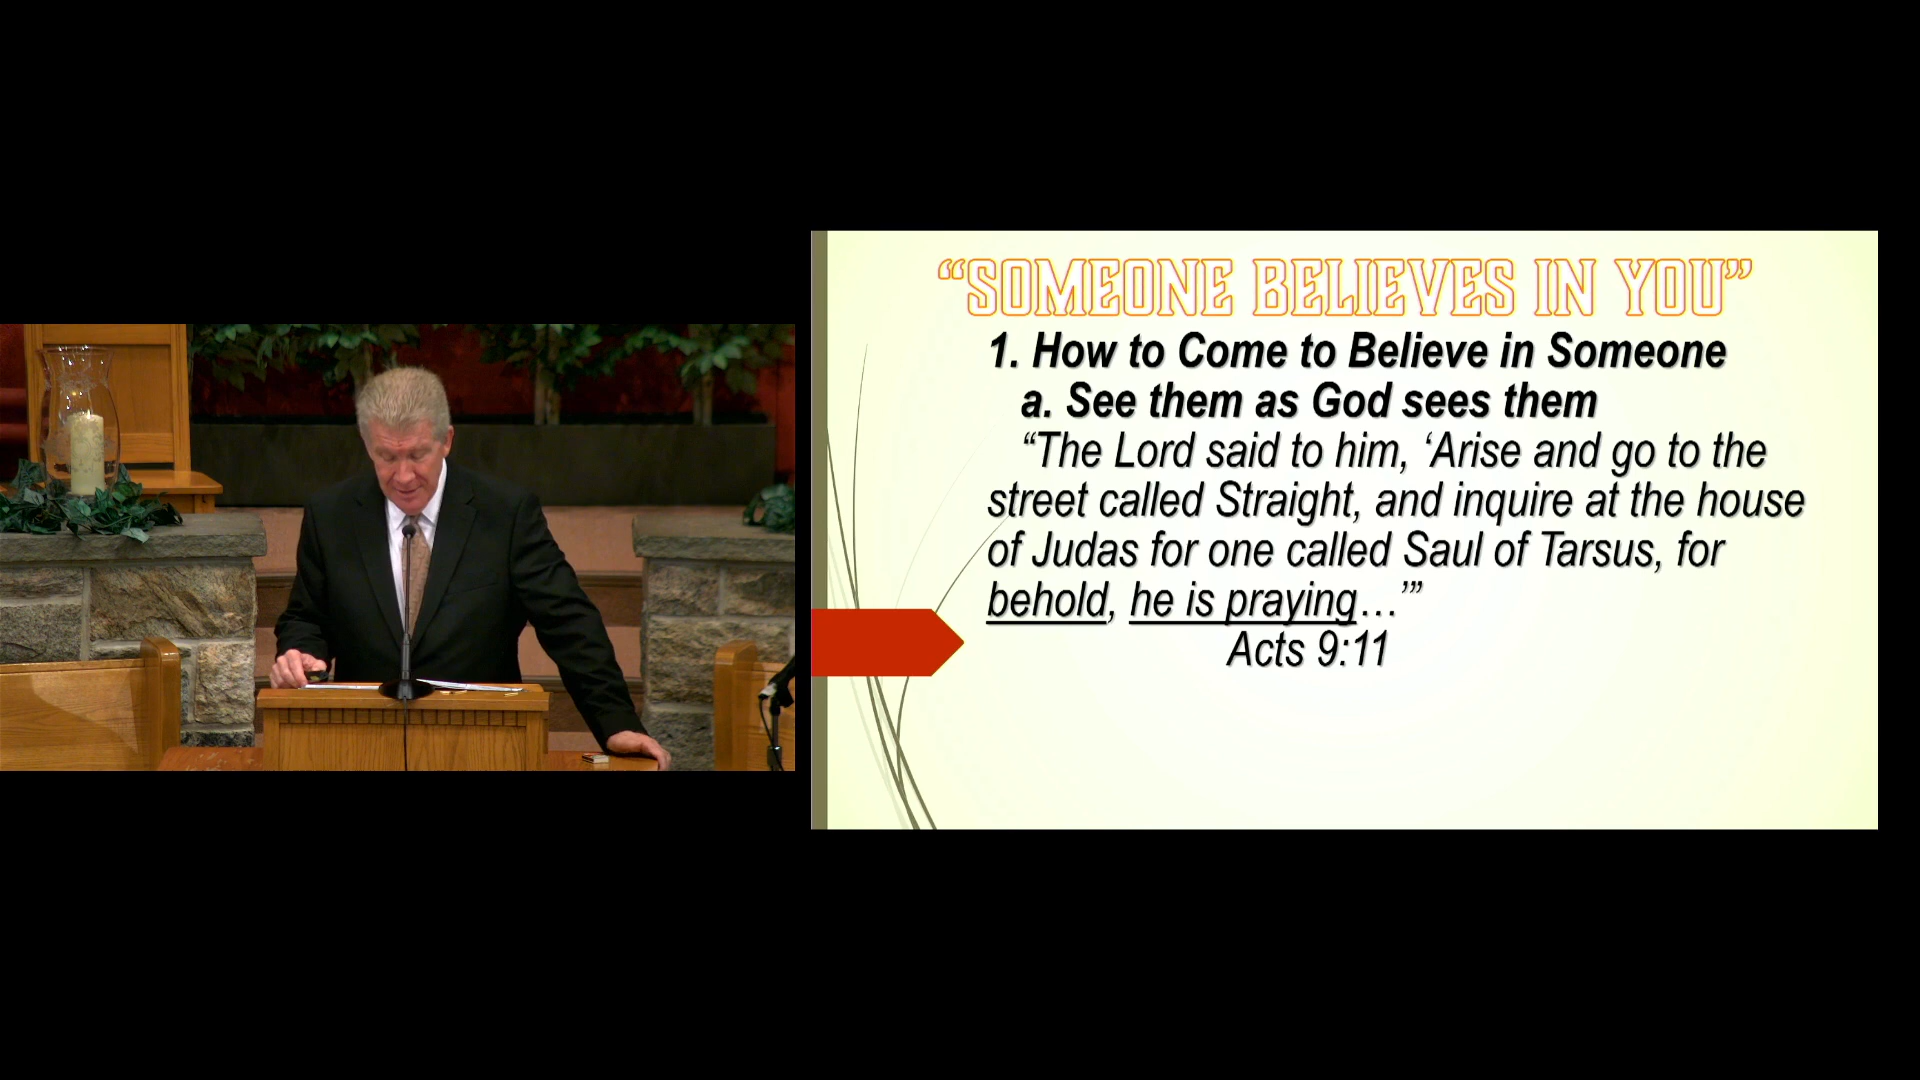 “SOMEONE BELIEVES IN YOU”
1. How to Come to Believe in Someone
a. See them as God sees them
“The Lord said to him, ‘Arise and go to the
street called Straight, and inquire at the house
of Judas for one called Saul of Tarsus, for
behold, he is praying…’”
Acts 9:11